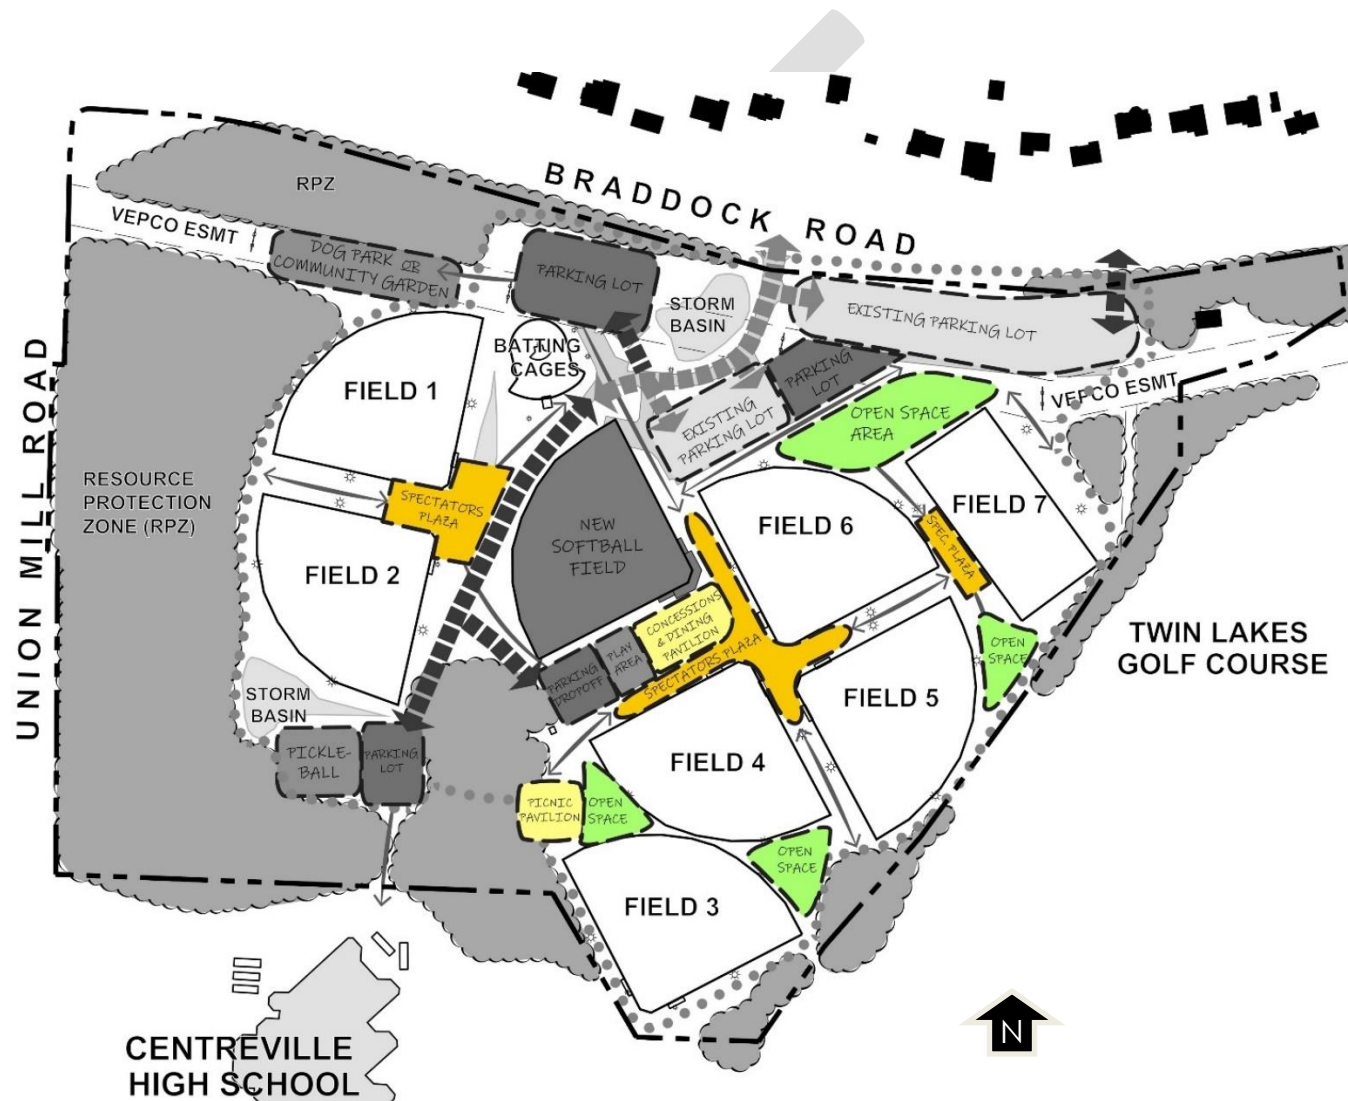 BRADDOCK ROAD
RPZ
VEPCO ESMT
DOG PARK OR
COMMUNITY GARDEN
PARKING LOT
STORM
BASIN
EXISTING PARKING LOT
BATTING
CAGES
PARKING
LOT
VEPCO ESMT
FIELD 1
EXISTING
PARKING LOT
OPEN SPACE
AREA
UNION MILL ROAD
RESOURCE
PROTECTION
ZONE (RPZ)
SPECTATORS
PLAZA
NEW
SOFTBALL
FIELD
FIELD 6
FIELD 7
SPEC. PLAZA
FIELD 2
CONCESSIONS
& DINING
PAVILION
PLAY
AREA
PARKING
DROPOFF
SPECTATORS PLAZA
OPEN
SPACE
TWIN LAKES
GOLF COURSE
STORM
BASIN
FIELD 5
PICKLE-
BALL
PARKING
LOT
FIELD 4
PICNIC
PAVILION
OPEN
SPACE
OPEN
SPACE
FIELD 3
N
CENTREVILLE
HIGH SCHOOL